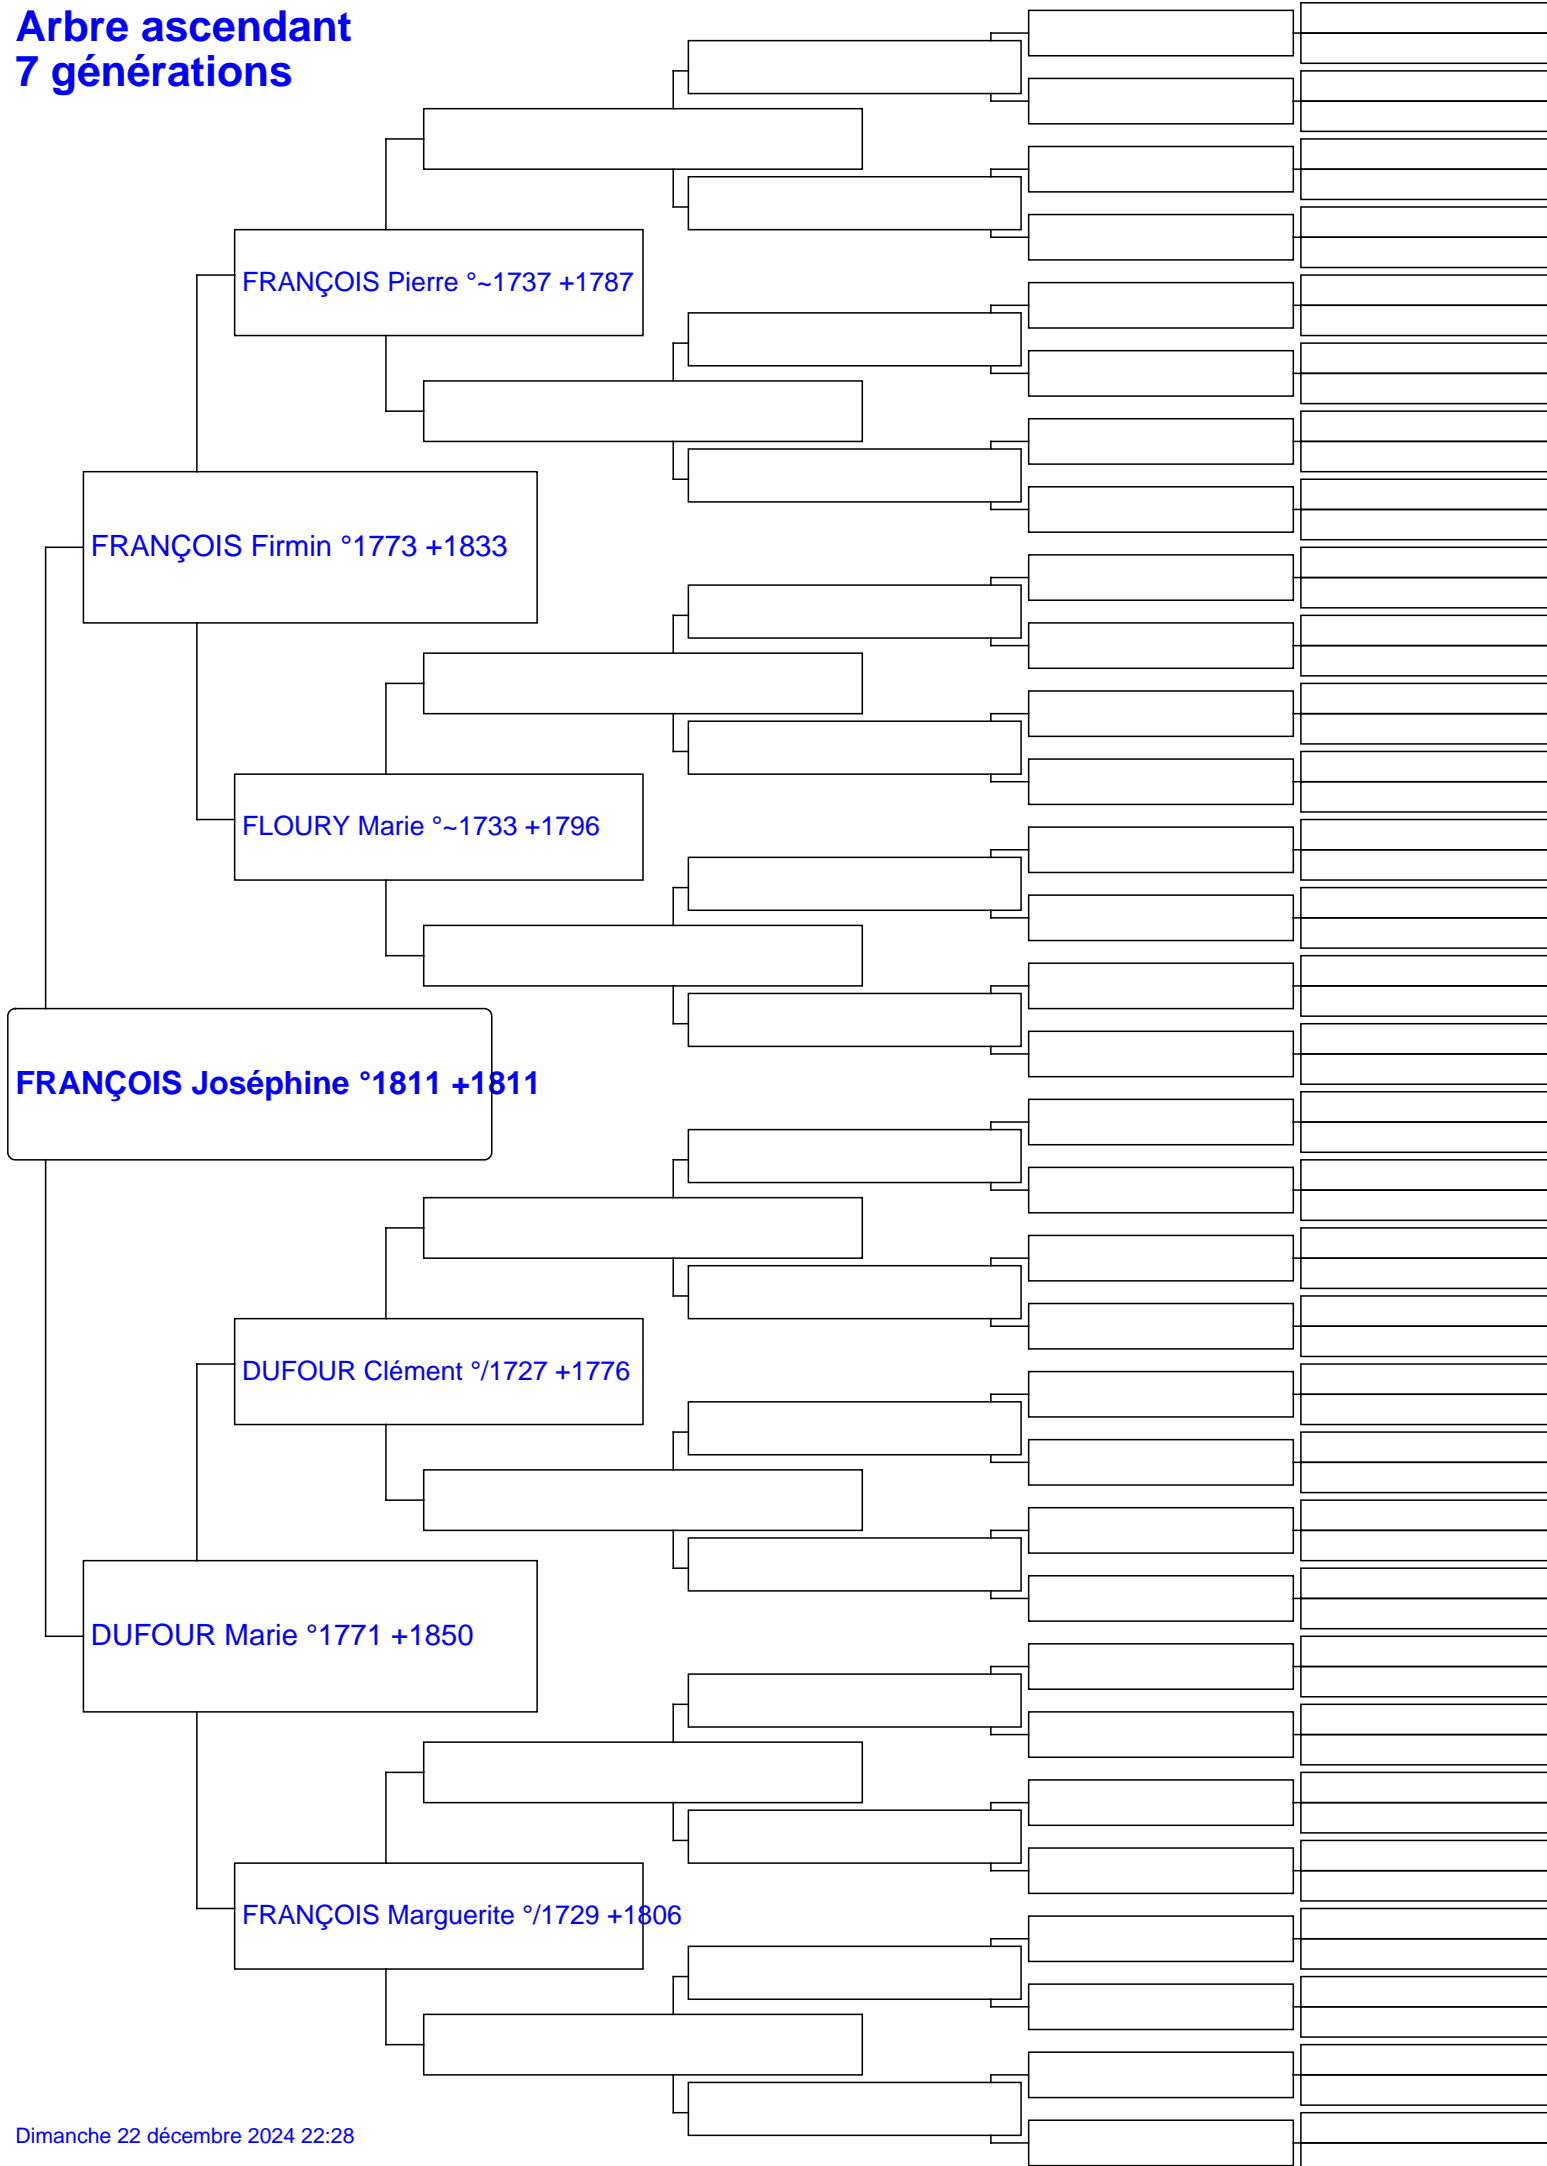 Arbre ascendant
7 générations
FRANÇOIS Pierre °~1737 +1787
FRANÇOIS Firmin °1773 +1833
FLOURY Marie °~1733 +1796
FRANÇOIS Joséphine °1811 +1811
DUFOUR Clément °/1727 +1776
DUFOUR Marie °1771 +1850
FRANÇOIS Marguerite °/1729 +1806
Dimanche 22 décembre 2024 22:28